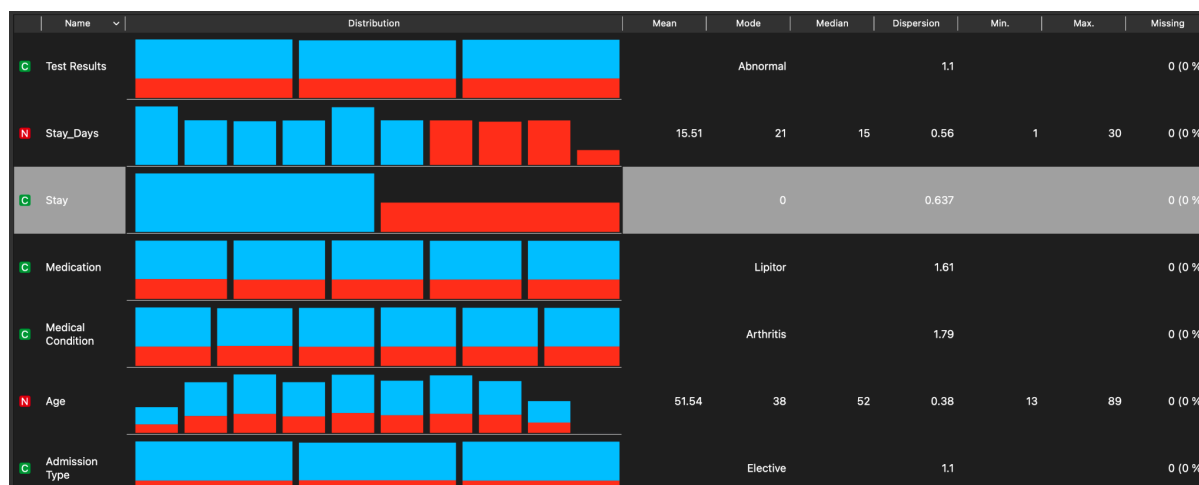 Name Distribution Mean Mode Median Dispersion Min. Max. Missing
C Test Results Abnormal 1.1 0 (0 %
N Stay_Days 15.51 21 15 0.56 1 30 0 (0 %
C Stay 0 0.637 0 (0 %
C Medication Lipitor 1.61 0 (0 %
C Medical
Condition Arthritis 1.79 0 (0 %
N Age 51.54 38 52 0.38 13 89 0 (0 %
C Admission
Type Elective 1.1 0 (0 %